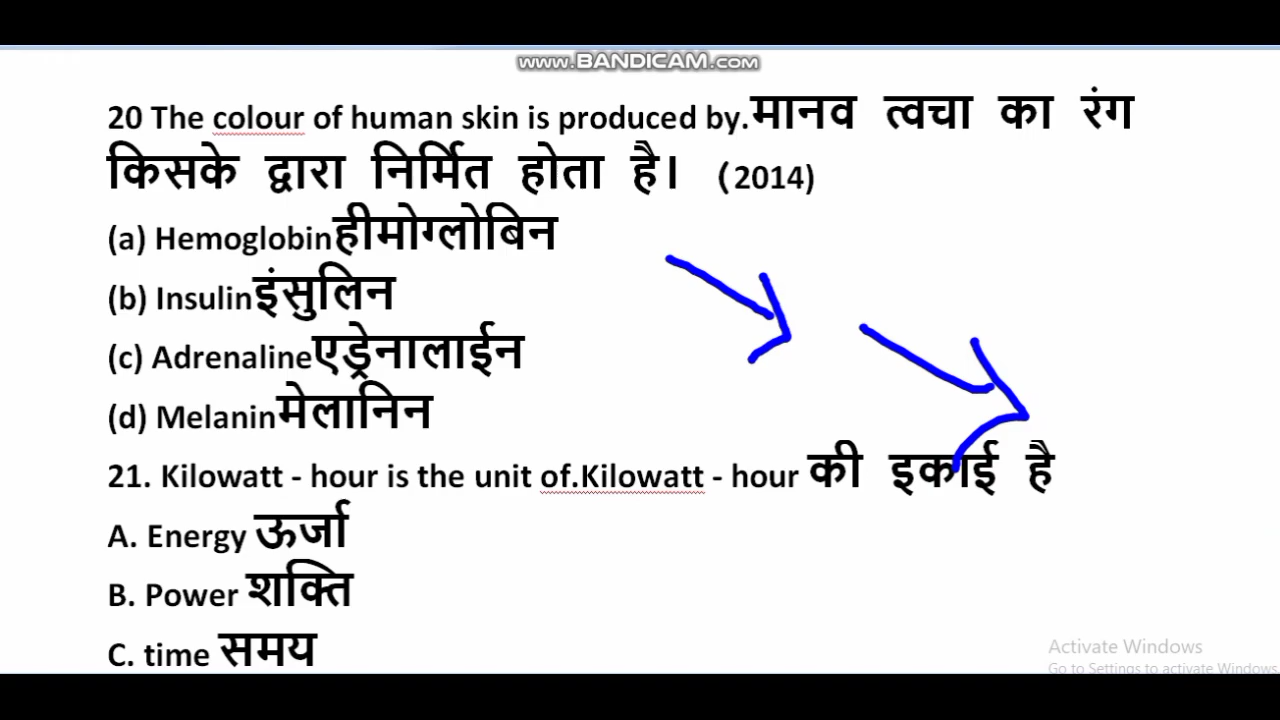 www.BANDICAM.com
20 The colour of human skin is produced by.मानव त्वचा का रंग
किसके द्वारा निर्मित होता है। (2014)
(a) Hemoglobinहीमोग्लोबिन
(b) Insulinइंसुलिन
(c) Adrenalineएड्रेनालाईन
(d) Melaninमेलानिन
21. Kilowatt - hour is the unit of.Kilowatt - hour की इकाई है
A. Energy ऊर्जा
B. Power शक्ति
C. time समय
Activate Windows
Go to Settings to activate Windows.